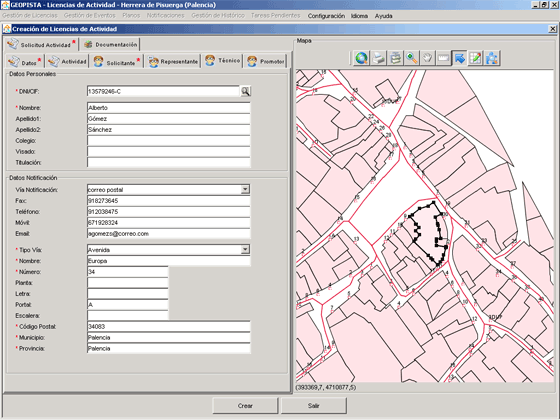 GEOPISTA - Licencias de Actividad - Herrera de Pisuerga (Palencia)
Gestión de Licencias Gestión de Eventos Planos Notificaciones Gestión de Histórico Tareas Pendientes Configuración Idioma Ayuda
Creación de Licencias de Actividad
Solicitud Actividad * Documentación
Datos * Actividad Solicitante * Representante Técnico Promotor
Datos Personales
* DNI/CIF: 13579246-C
* Nombre: Alberto
Apellido1: Gómez
Apellido2: Sánchez
Colegio:
Visado:
Titulación:
Datos Notificación
Vía Notificación: correo postal
Fax: 918273645
Teléfono: 912038475
Móvil: 671928324
Email: agomezs@correo.com
* Tipo Vía: Avenida
* Nombre: Europa
* Número: 34
Planta:
Letra:
Portal: A
Escalera:
* Código Postal: 34083
* Municipio: Palencia
* Provincia: Palencia
Mapa
(393369,7, 4710877,5)
Crear Salir